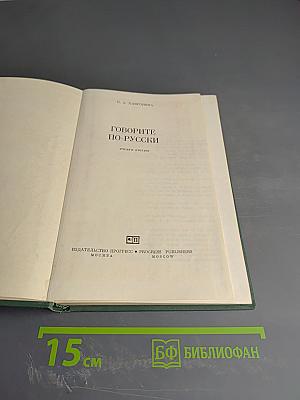 ГОВОРИТЕ
ПО-РУССКИ
ИЗДАТЕЛЬСТВО ПРОГРЕСС • PROGRESS PUBLISHERS
МОСКВА MOSCOW
15 см
БФ БИБЛИОФАН